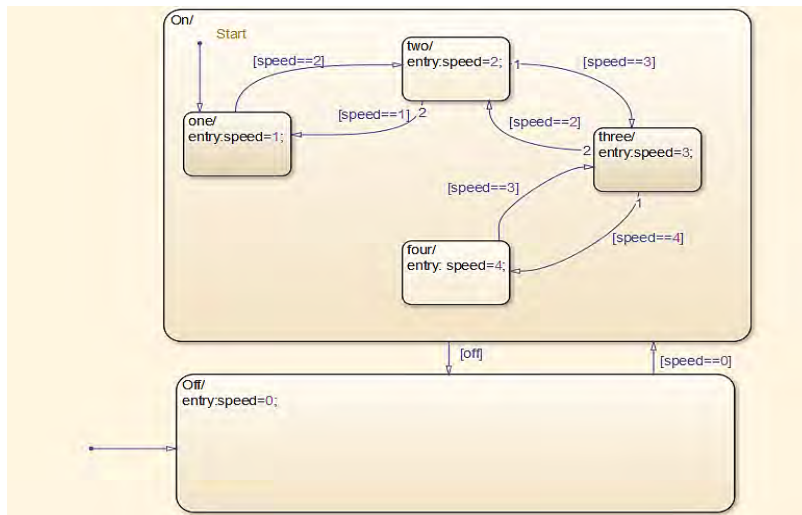 On/
Start
[speed==2]
two/
entry:speed=2;
1
[speed==3]
one/
entry:speed=1;
[speed==1]
2
[speed==2]
2
three/
entry:speed=3;
[speed==3]
1
[speed==4]
four/
entry: speed=4;
[off]
[speed==0]
Off/
entry:speed=0;